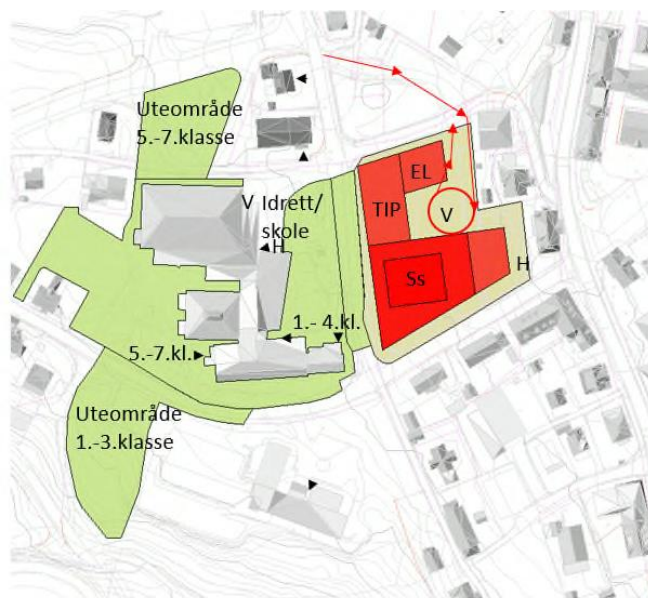 Uteområde
5.-7.klasse
EL
V Idrett/
skole
H
TIP
V
H
Ss
1.- 4.kl.
5.-7.kl.
Uteområde
1.-3.klasse